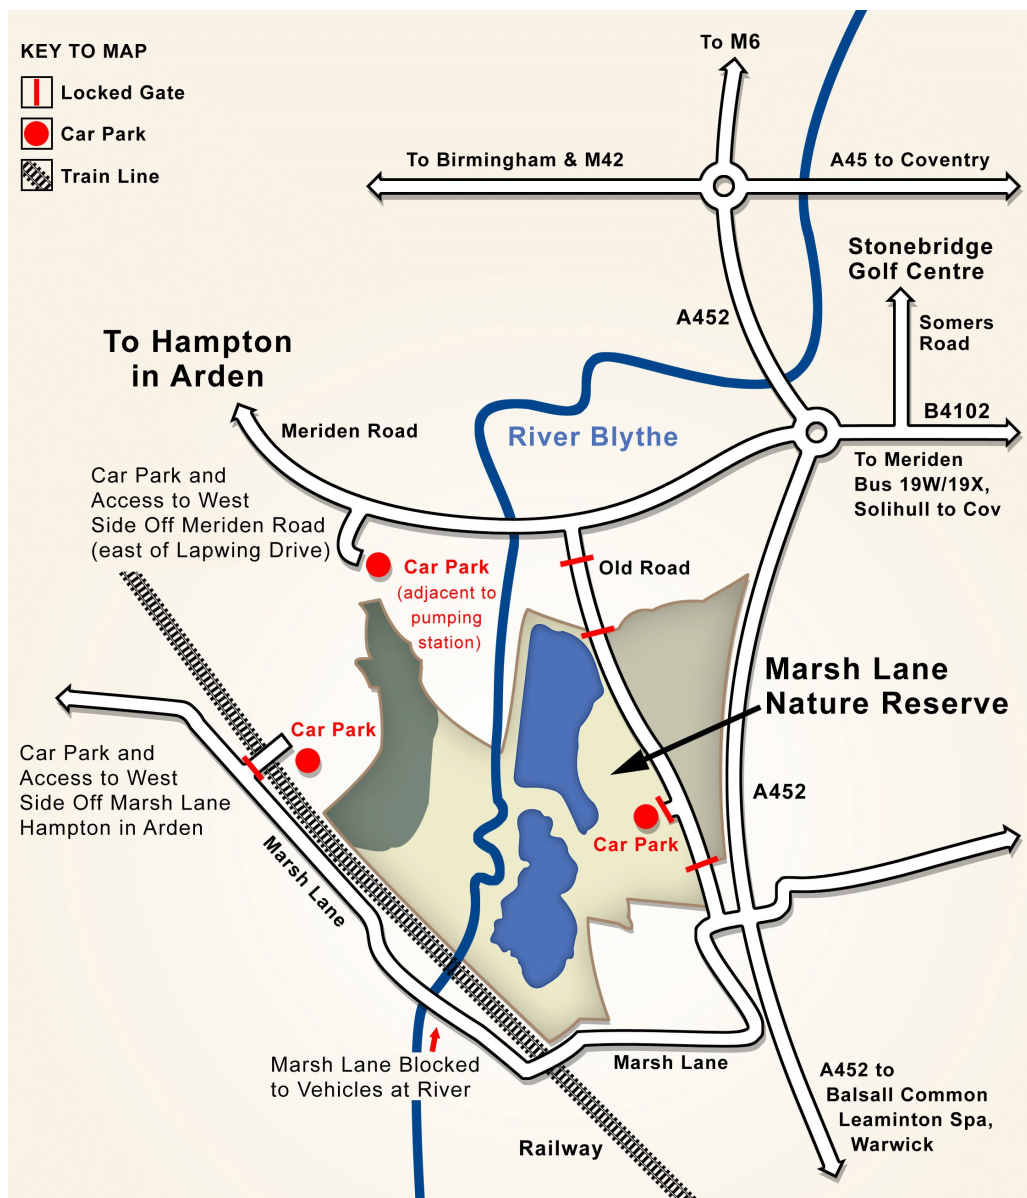 KEY TO MAP
Locked Gate
Car Park
Train Line
To M6
To Birmingham & M42
A45 to Coventry
Stonebridge
Golf Centre
A452
Somers
Road
To Hampton
in Arden
B4102
Meriden Road
River Blythe
To Meriden
Bus 19W/19X,
Solihull to Cov
Car Park and
Access to West
Side Off Meriden Road
(east of Lapwing Drive)
Car Park
(adjacent to
pumping
station)
Old Road
Marsh Lane
Nature Reserve
Car Park
Car Park and
Access to West
Side Off Marsh Lane
Hampton in Arden
A452
Car Park
Marsh Lane
Marsh Lane Blocked
to Vehicles at River
Marsh Lane
A452 to
Balsall Common
Leaminton Spa,
Warwick
Railway